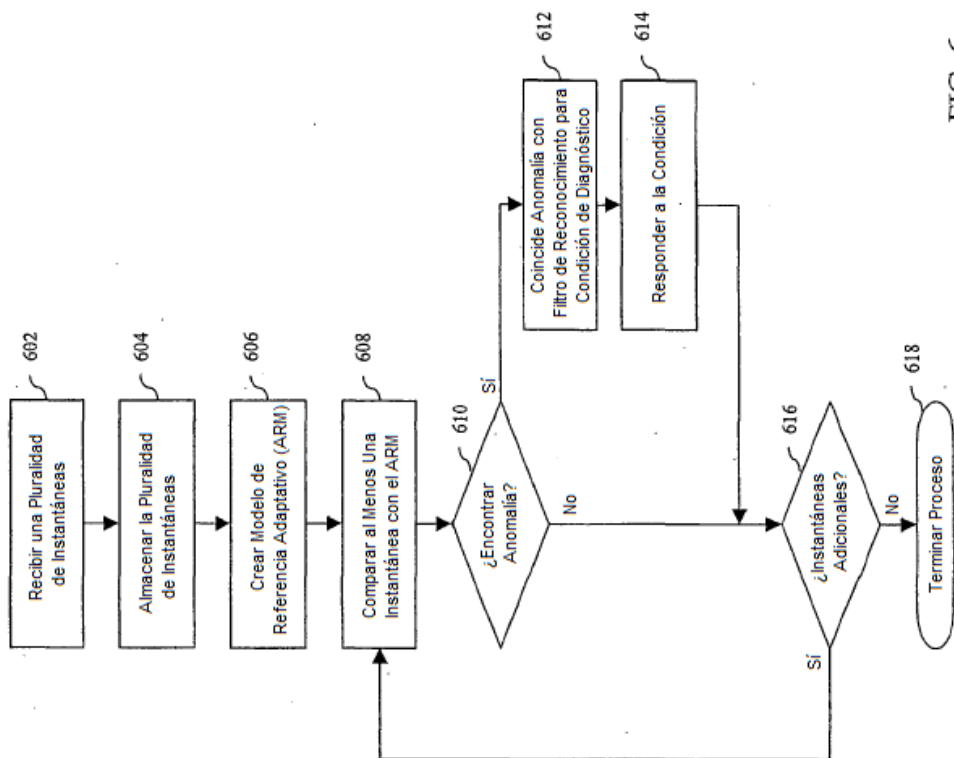 602
Recibir una Pluralidad
de Instantáneas
604
Almacenar la Pluralidad
de Instantáneas
606
Crear Modelo de
Referencia Adaptativo (ARM)
608
Comparar al Menos Una
Instantánea con el ARM
610
¿Encontrar
Anomalía?
Sí
No
612
Coincide Anomalía con
Filtro de Reconocimiento para
Condición de Diagnóstico
614
Responder a la Condición
616
¿Instantáneas
Adicionales?
Sí
No
618
Terminar Proceso
FIG.